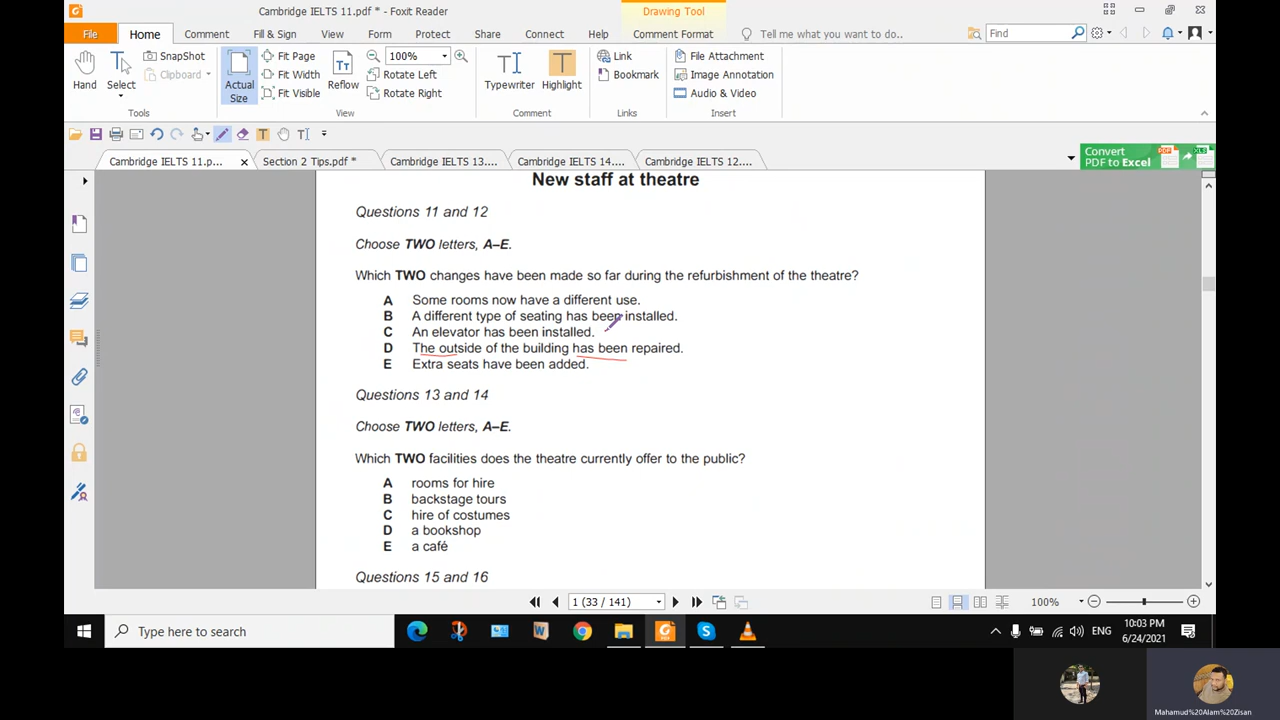 Cambridge IELTS 11.pdf * - Foxit Reader
Drawing Tool
File Home Comment Fill & Sign View Form Protect Share Connect Help Comment Format Tell me what you want to do.. Find
SnapShot Fit Page 100% Link File Attachment
Clipboard Fit Width Rotate Left Bookmark Image Annotation
Hand Select Actual Size Fit Visible Reflow Rotate Right Typewriter Highlight Audio & Video
Tools View Comment Links Insert
Cambridge IELTS 11.p... Section 2 Tips.pdf * Cambridge IELTS 13.... Cambridge IELTS 14.... Cambridge IELTS 12....
Convert
PDF to Excel
New staff at theatre
Questions 11 and 12
Choose TWO letters, A–E.
Which TWO changes have been made so far during the refurbishment of the theatre?
A Some rooms now have a different use.
B A different type of seating has been installed.
C An elevator has been installed.
D The outside of the building has been repaired.
E Extra seats have been added.
Questions 13 and 14
Choose TWO letters, A–E.
Which TWO facilities does the theatre currently offer to the public?
A rooms for hire
B backstage tours
C hire of costumes
D a bookshop
E a café
Questions 15 and 16
1 (33 / 141) 100%
Type here to search
ENG
10:03 PM
6/24/2021
Mahamud%20Alam%20Zisan